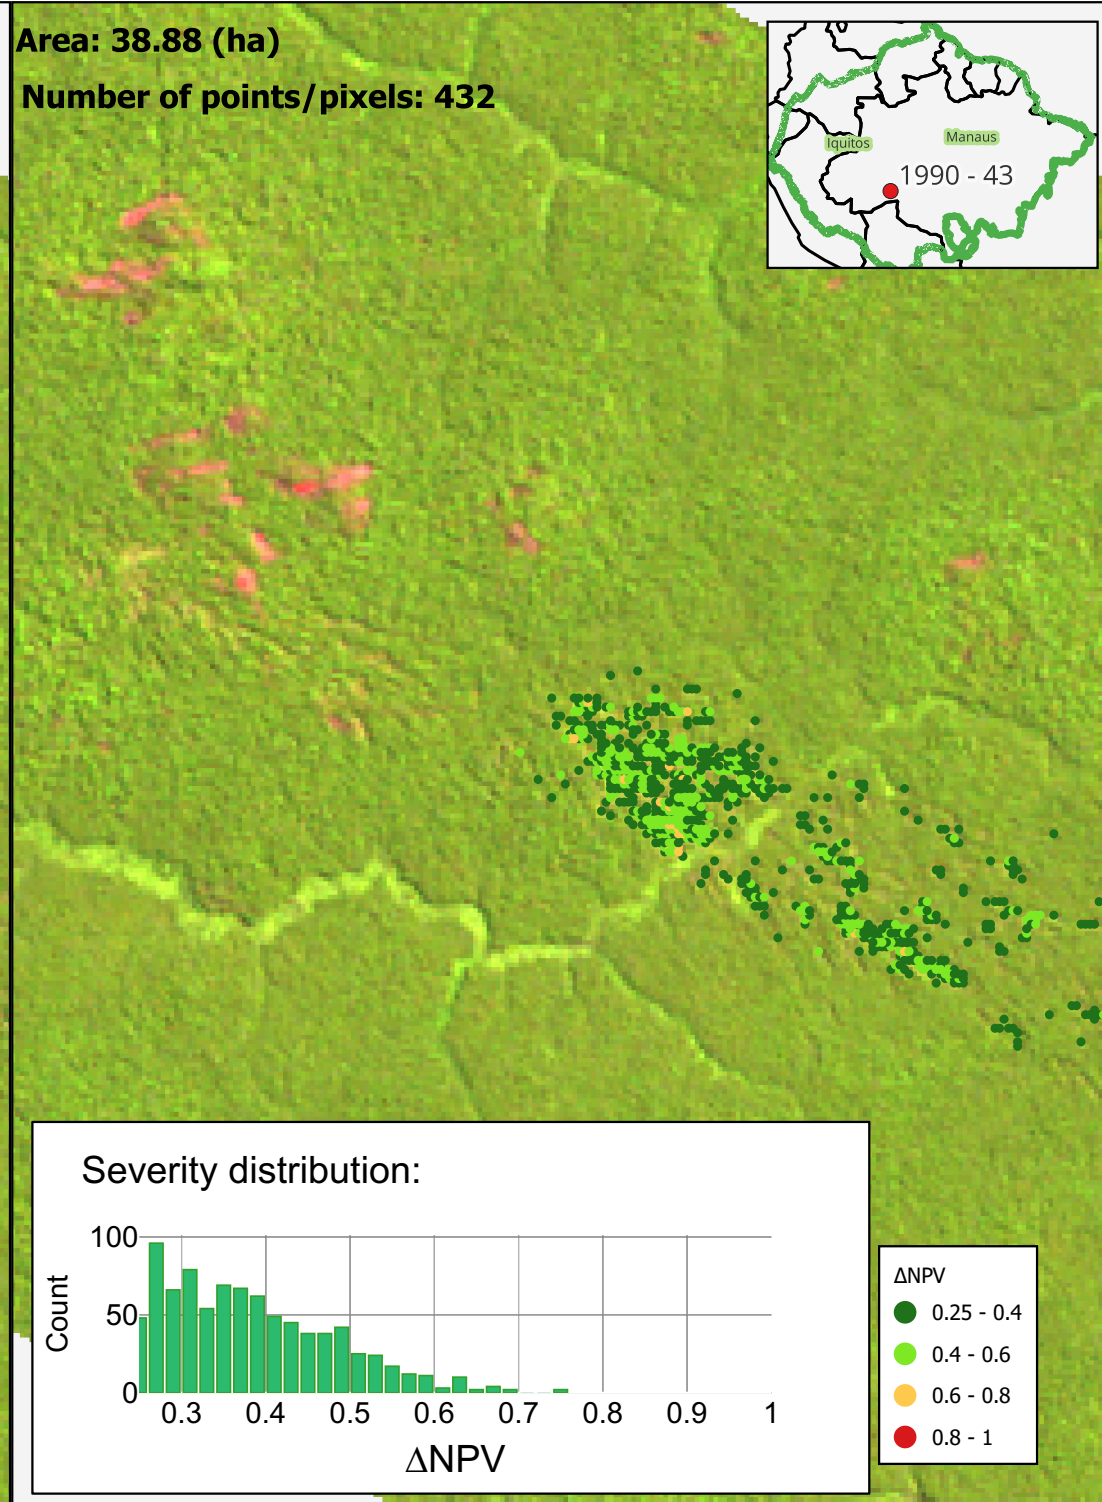 Area: 38.88 (ha)
Number of points/pixels: 432
Iquitos
Manaus
1990 - 43
Severity distribution:
100
50
0
Count
0.3 0.4 0.5 0.6 0.7 0.8 0.9 1
ΔNPV
ΔNPV
0.25 - 0.4
0.4 - 0.6
0.6 - 0.8
0.8 - 1